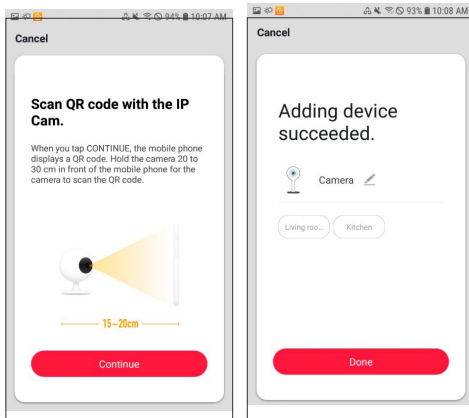 94% 10:07 AM
Cancel
Scan QR code with the IP
Cam.
When you tap CONTINUE, the mobile phone
displays a QR code. Hold the camera 20 to
30 cm in front of the mobile phone for the
camera to scan the QR code.
15~20cm
Continue
93% 10:08 AM
Cancel
Adding device
succeeded.
Camera
Living roo...
Kitchen
Done